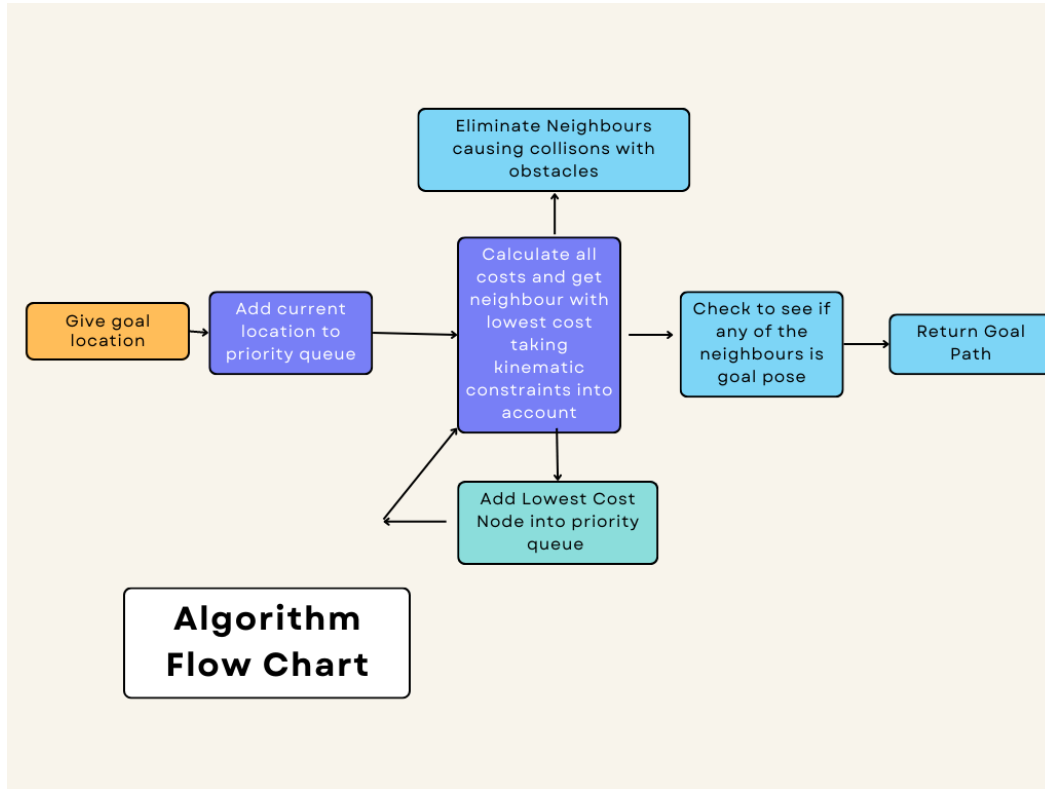 Eliminate Neighbours
causing collisons with
obstacles
Give goal
location
Add current
location to
priority queue
Calculate all
costs and get
neighbour with
lowest cost
taking
kinematic
constraints into
account
Check to see if
any of the
neighbours is
goal pose
Return Goal
Path
Add Lowest Cost
Node into priority
queue
Algorithm
Flow Chart